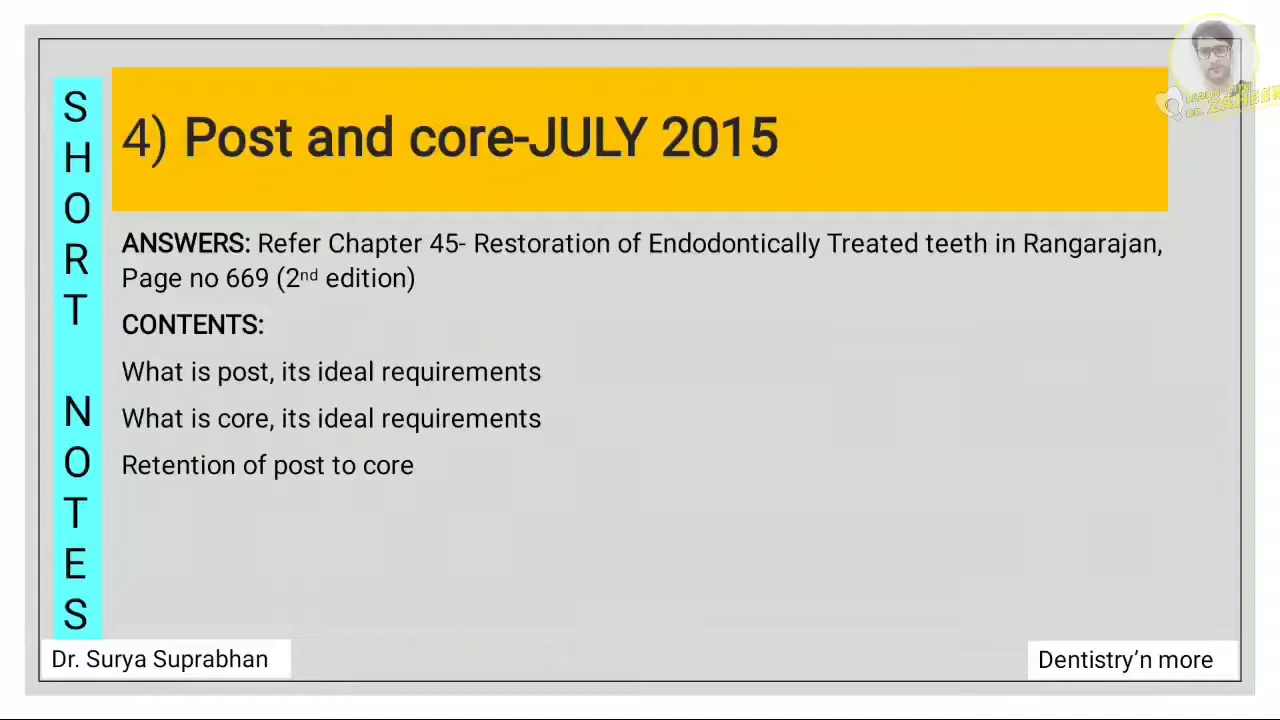 SHORT NOTES
4) Post and core-JULY 2015
ANSWERS: Refer Chapter 45- Restoration of Endodontically Treated teeth in Rangarajan,
Page no 669 (2nd edition)
CONTENTS:
What is post, its ideal requirements
What is core, its ideal requirements
Retention of post to core
Dr. Surya Suprabhan
Dentistry’n more